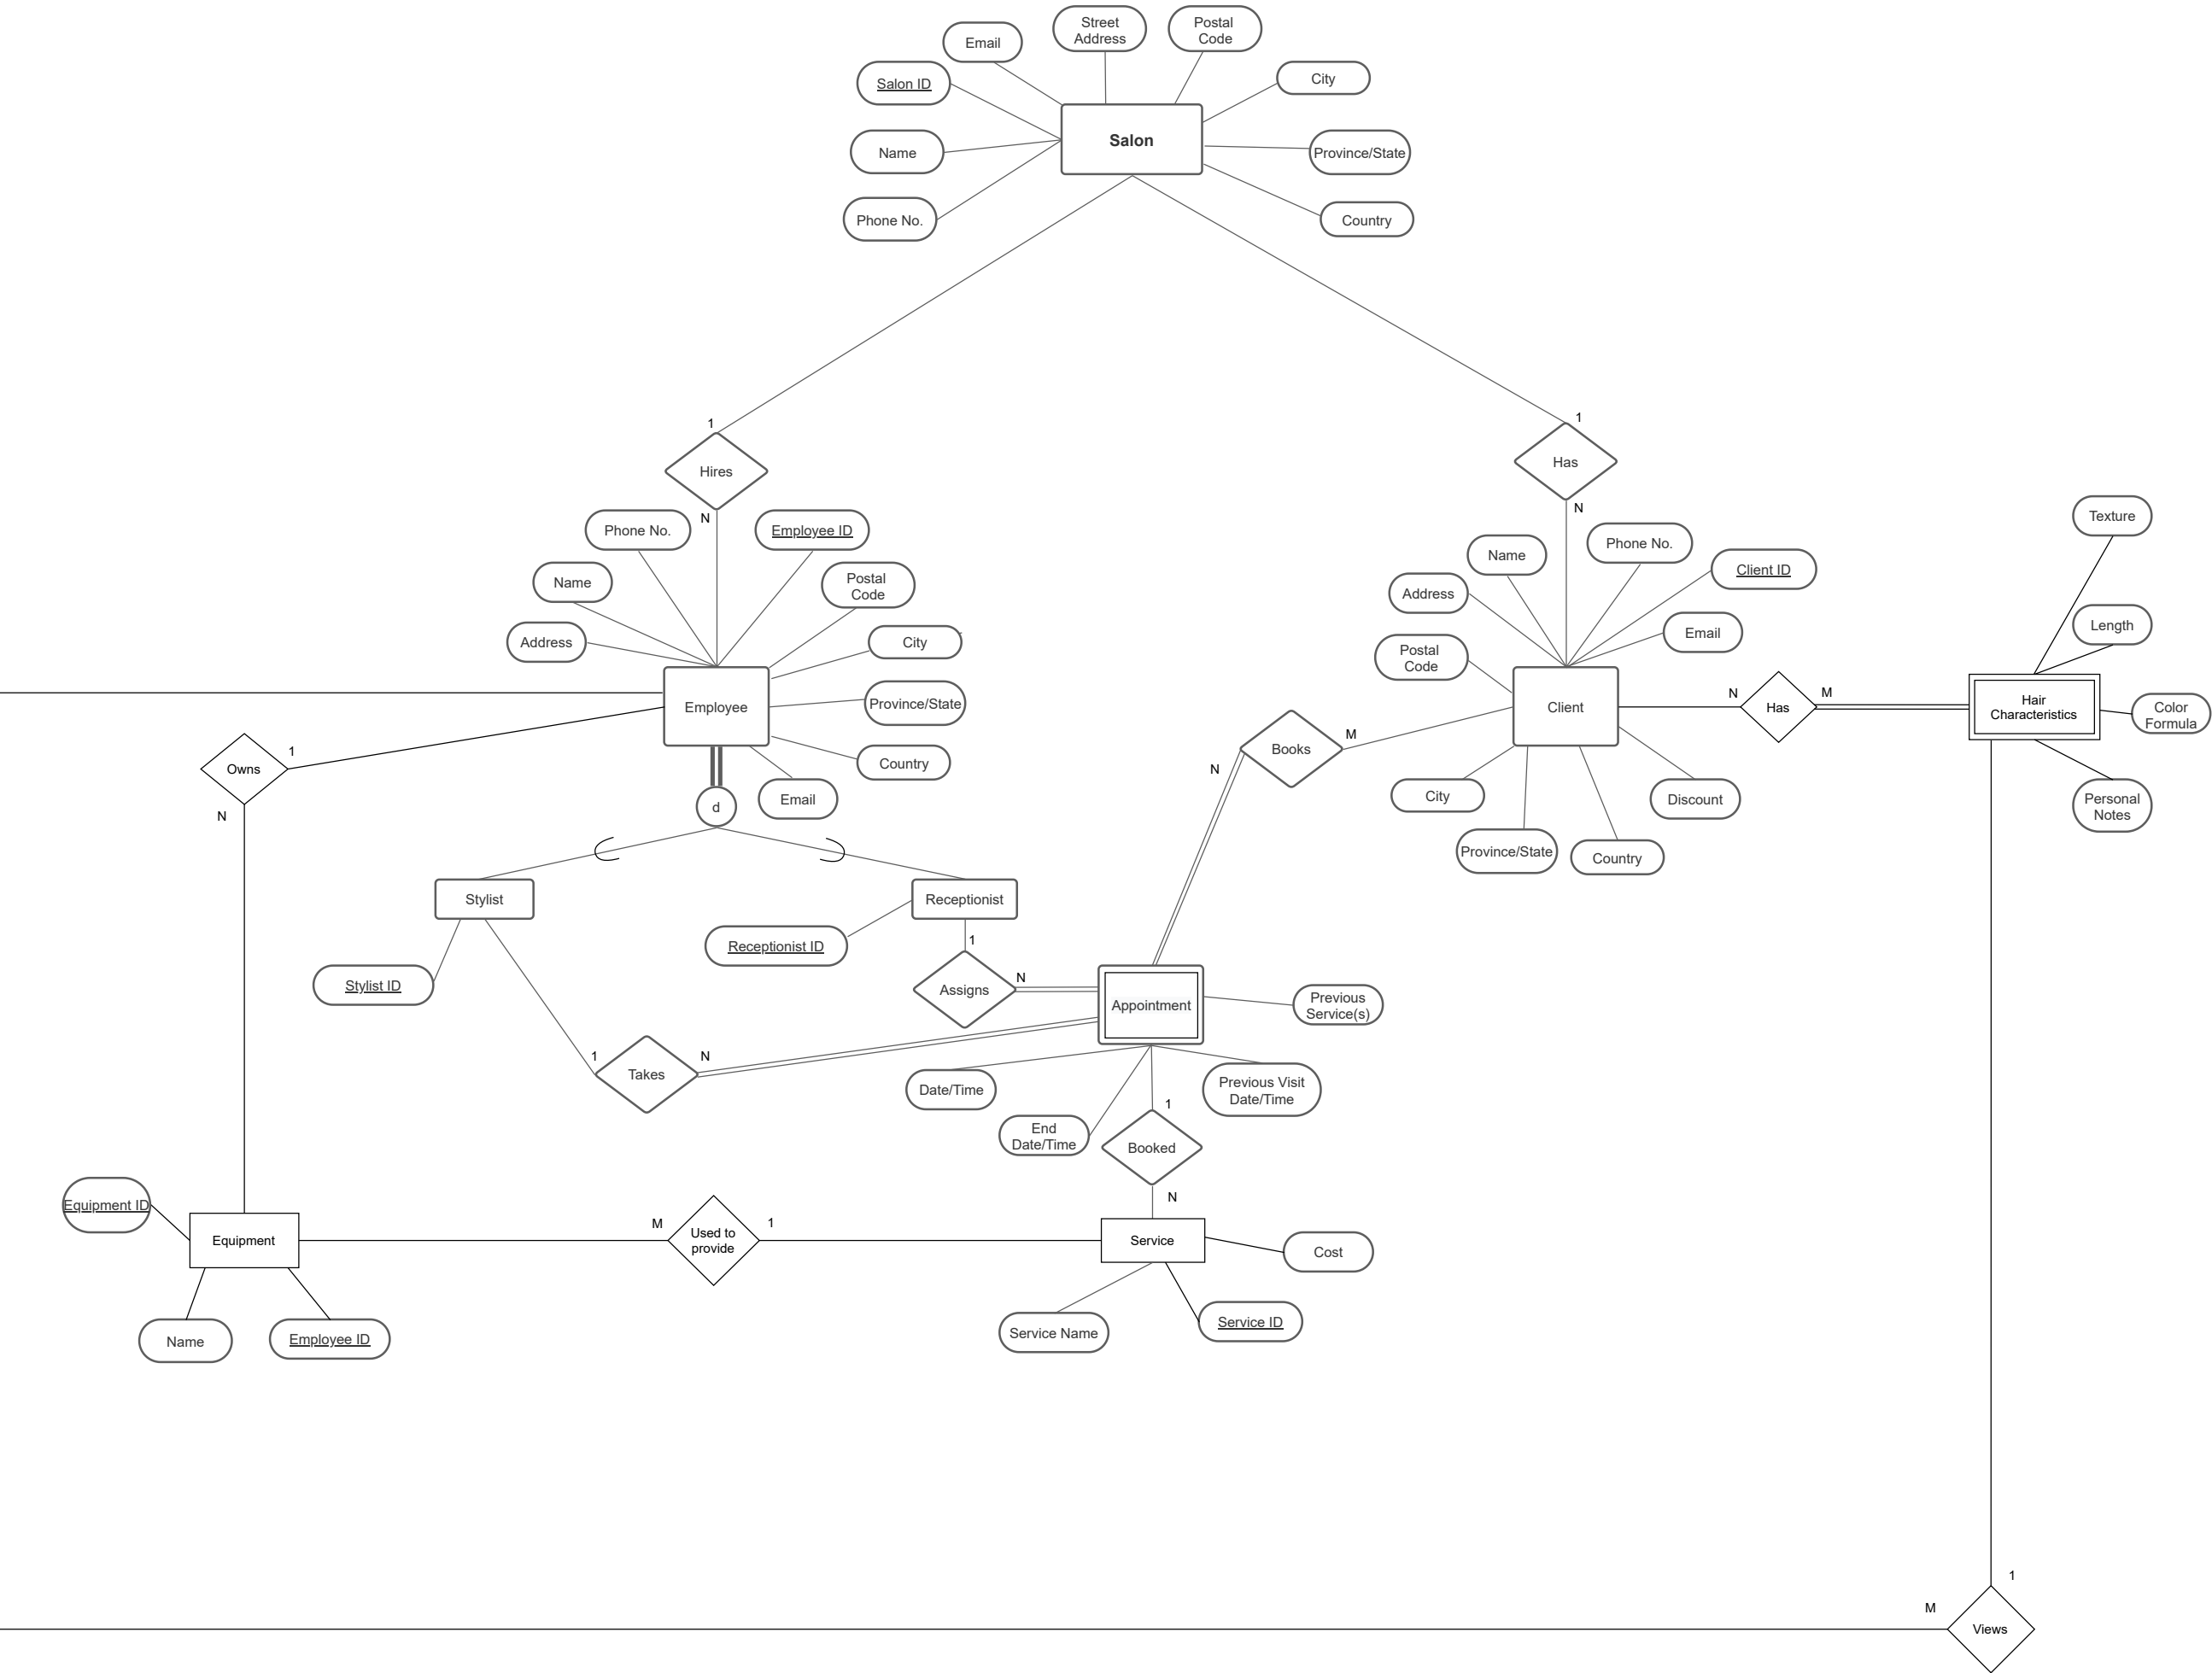 Street
Address
Postal
Code
Email
City
Salon ID
Salon
Name
Province/State
Phone No.
Country
1
Hires
N
1
Has
N
Phone No.
Employee ID
Name
Postal
Code
Address
City
Employee
Province/State
Country
Email
d
Owns
1
N
Stylist
Receptionist
Stylist ID
Receptionist ID
1
Assigns
N
1
Takes
N
Name
Phone No.
Client ID
Address
Email
Postal
Code
Client
City
Discount
Province/State
Country
N
Has
M
Texture
Length
Hair
Characteristics
Color
Formula
Personal
Notes
Books
M
N
Appointment
Previous
Service(s)
Date/Time
Previous Visit
Date/Time
End
Date/Time
1
Booked
N
Equipment ID
Equipment
Name
Employee ID
M
Used to
provide
1
Service
Cost
Service Name
Service ID
1
M
Views